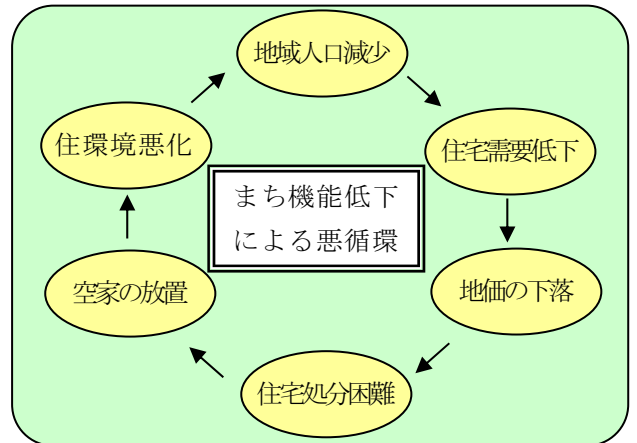 地域人口減少
住宅需要低下
地価の下落
住宅処分困難
空家の放置
住環境悪化
まち機能低下
による悪循環